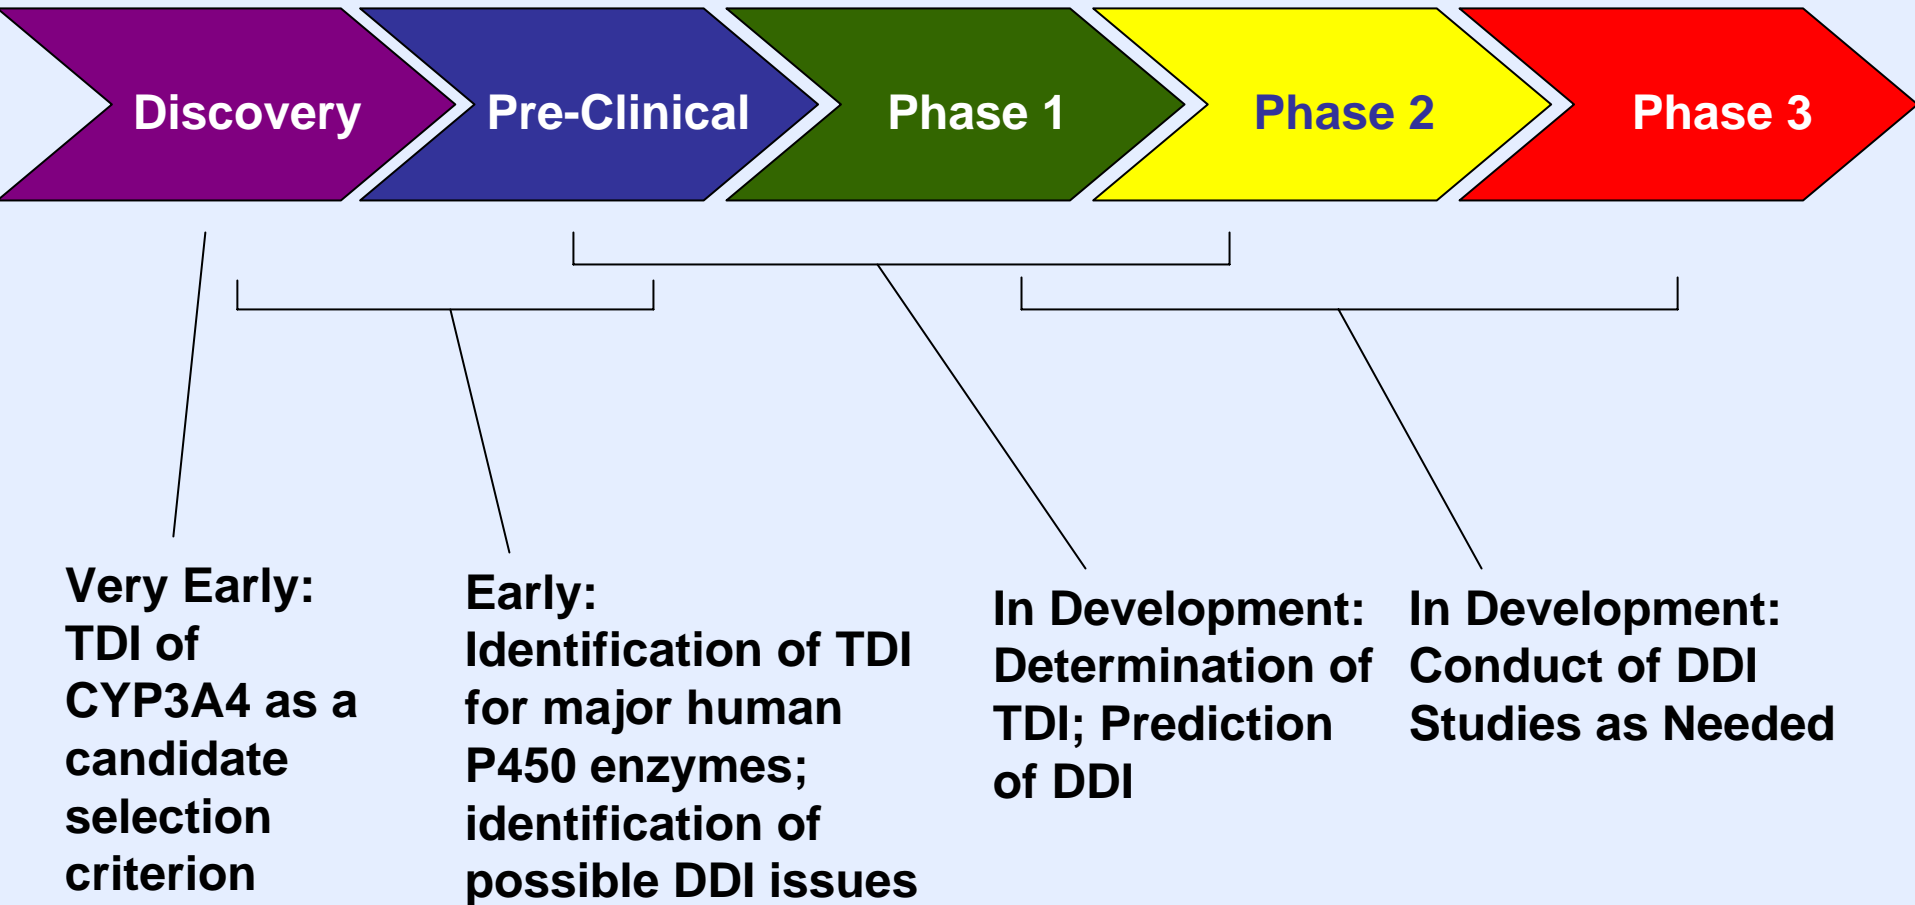 Discovery
Pre-Clinical
Phase 1
Phase 2
Phase 3
Very Early:
TDI of
CYP3A4 as a
candidate
selection
criterion
Early:
Identification of TDI
for major human
P450 enzymes;
identification of
possible DDI issues
In Development:
Determination of
TDI; Prediction
of DDI
In Development:
Conduct of DDI
Studies as Needed